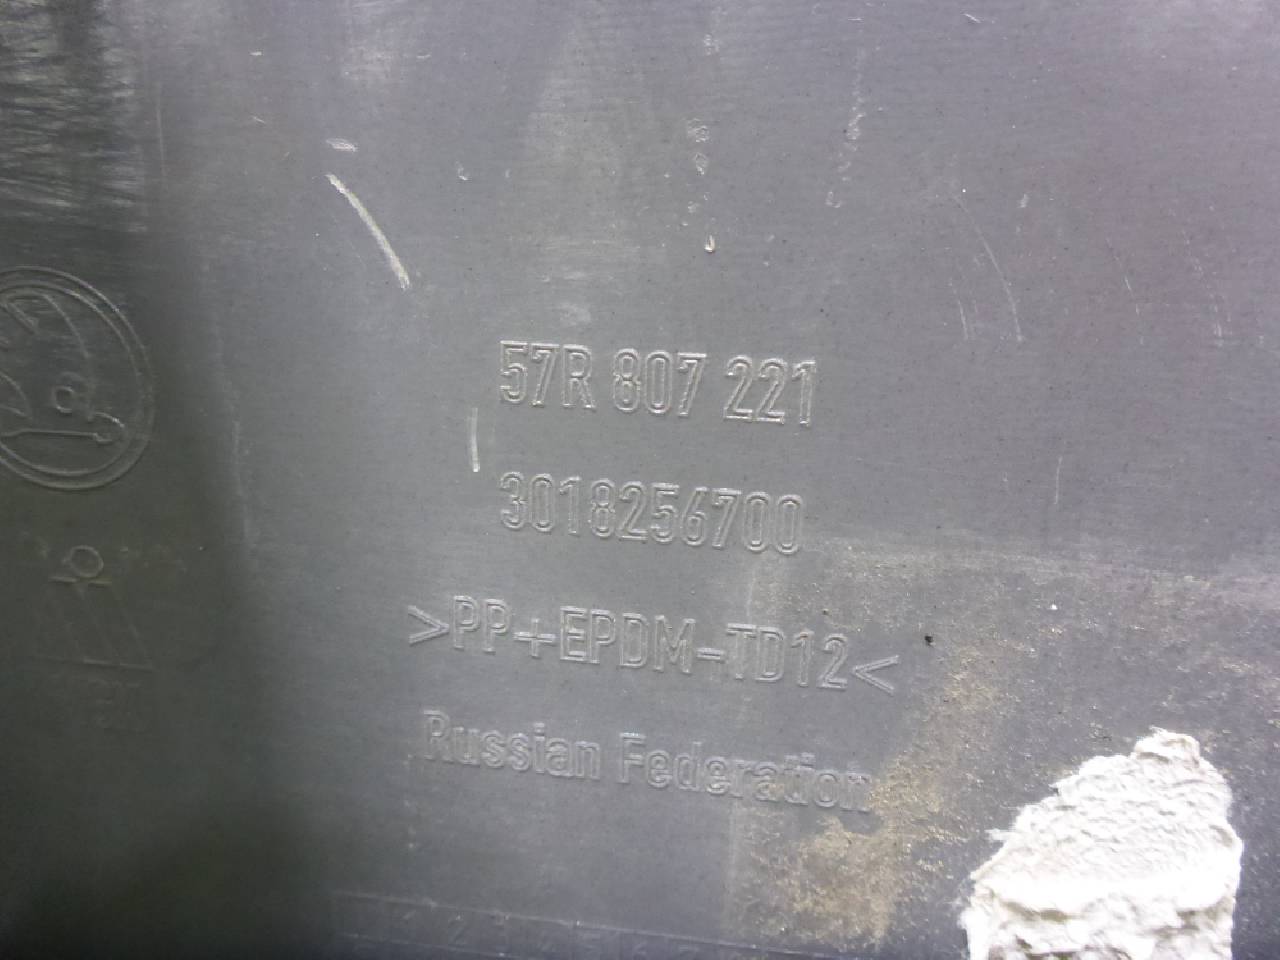 57R 807 221
3018256700
>PP+EPDM-TD12<
Russian Federation